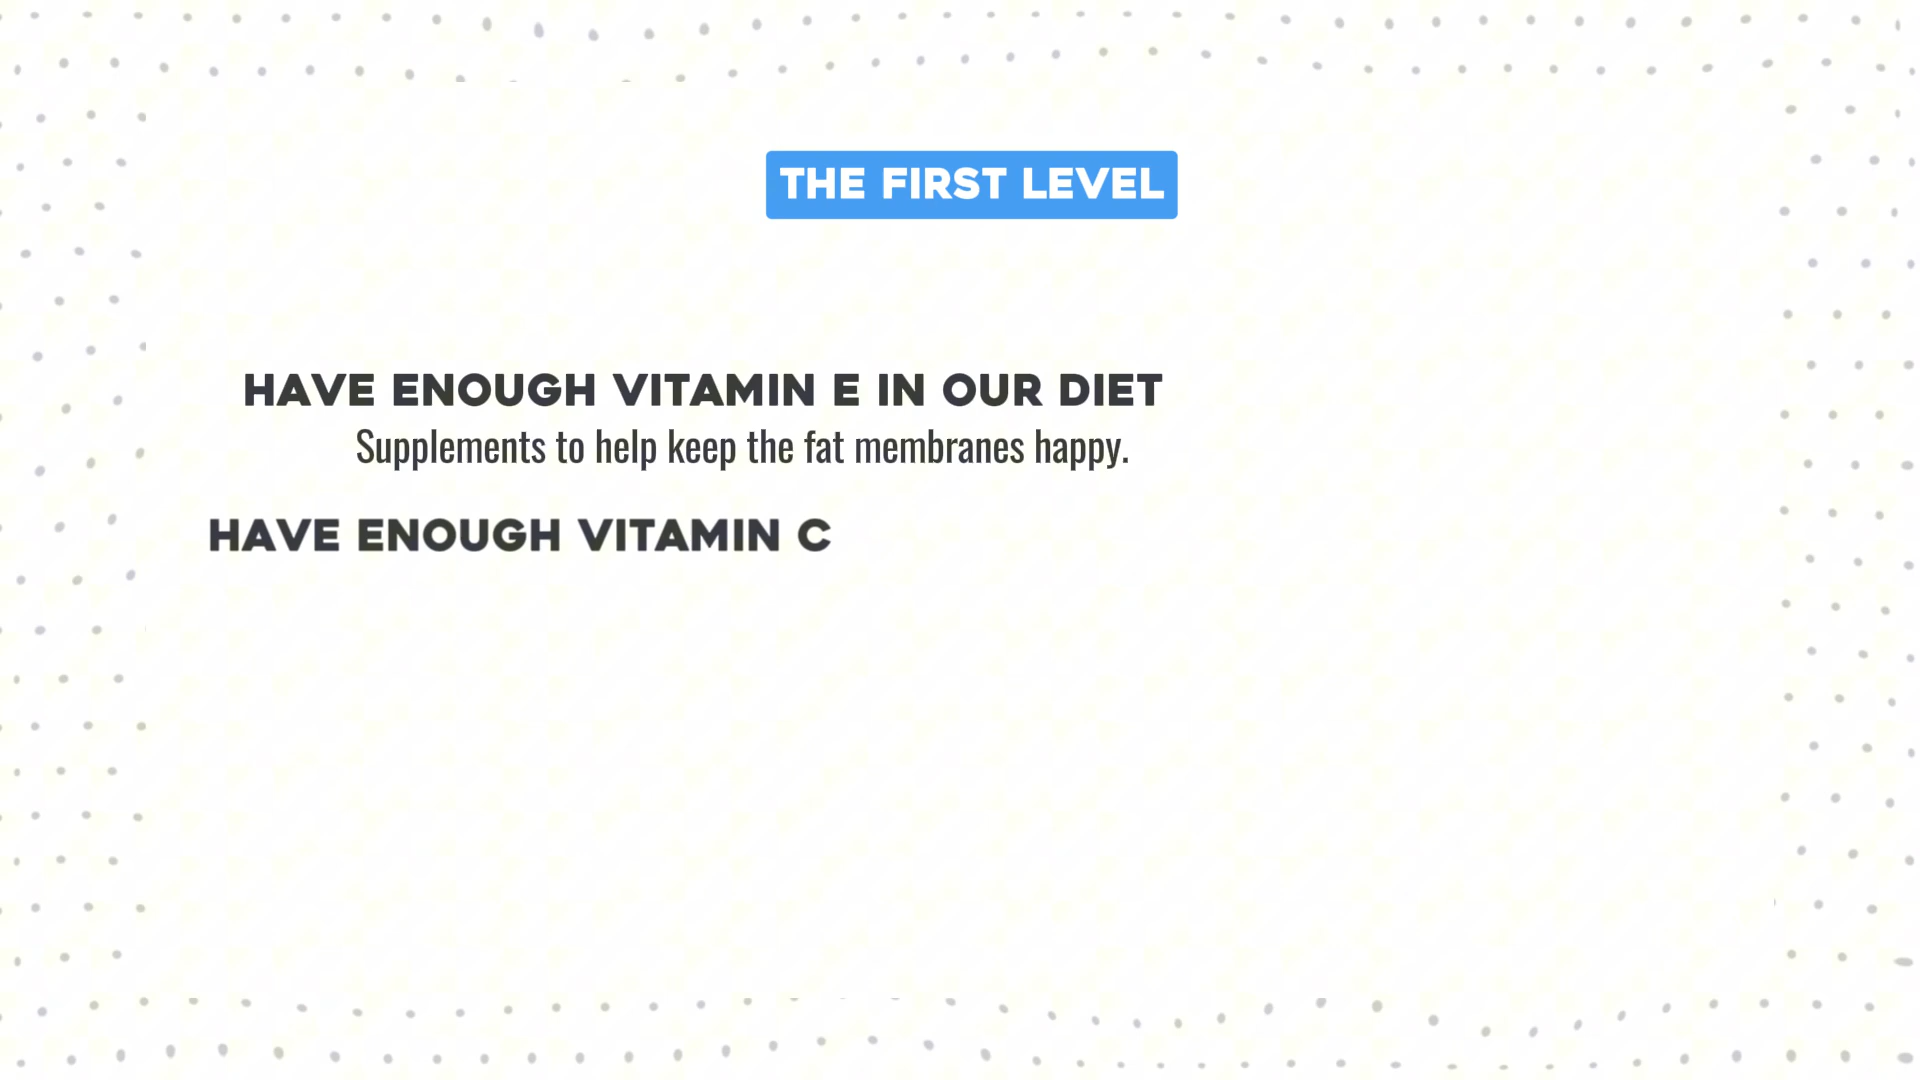 THE FIRST LEVEL
HAVE ENOUGH VITAMIN E IN OUR DIET
Supplements to help keep the fat membranes happy.
HAVE ENOUGH VITAMIN C